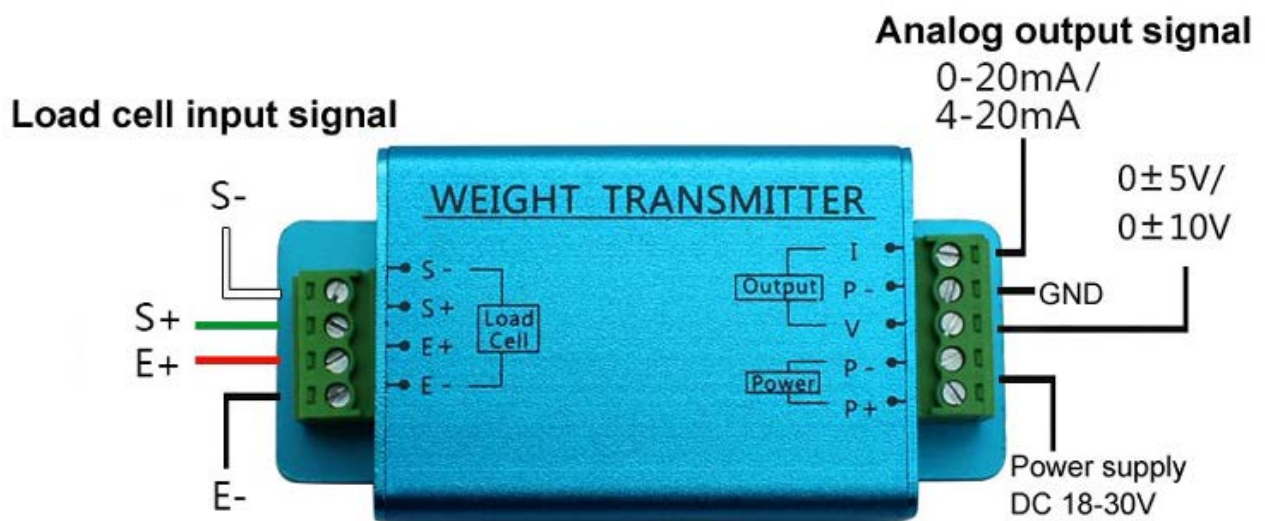 Analog output signal
0-20mA/
4-20mA
Load cell input signal
0±5V/
0±10V
S-
S+
E+
E-
WEIGHT TRANSMITTER
S -
S +
E +
E -
Load
Cell
Output
I
P -
V
Power
P -
P +
GND
Power supply
DC 18-30V